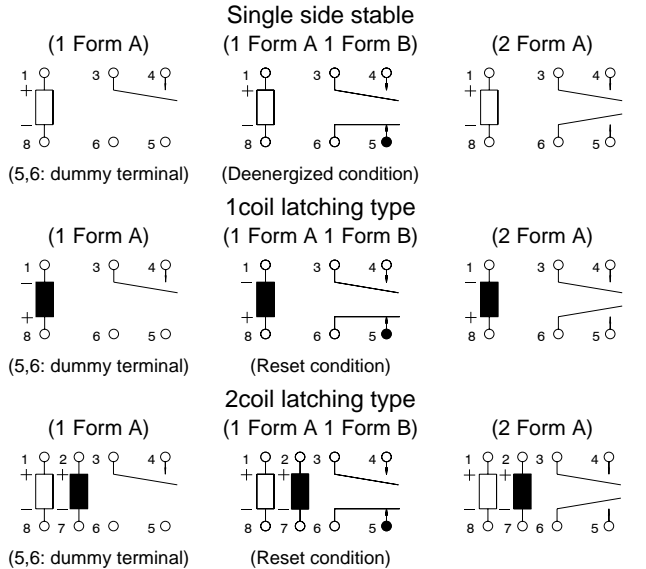 Single side stable
(1 Form A) (1 Form A 1 Form B) (2 Form A)
1 3 4 1 3 4 1 3 4
+ + +
– – –
8 6 5 8 6 5 8 6 5
(5,6: dummy terminal) (Deenergized condition)
1coil latching type
(1 Form A) (1 Form A 1 Form B) (2 Form A)
1 3 4 1 3 4 1 3 4
– – –
+ + +
8 6 5 8 6 5 8 6 5
(5,6: dummy terminal) (Reset condition)
2coil latching type
(1 Form A) (1 Form A 1 Form B) (2 Form A)
1 2 3 4 1 2 3 4 1 2 3 4
+ + + + + +
– – – – – –
8 7 6 5 8 7 6 5 8 7 6 5
(5,6: dummy terminal) (Reset condition)